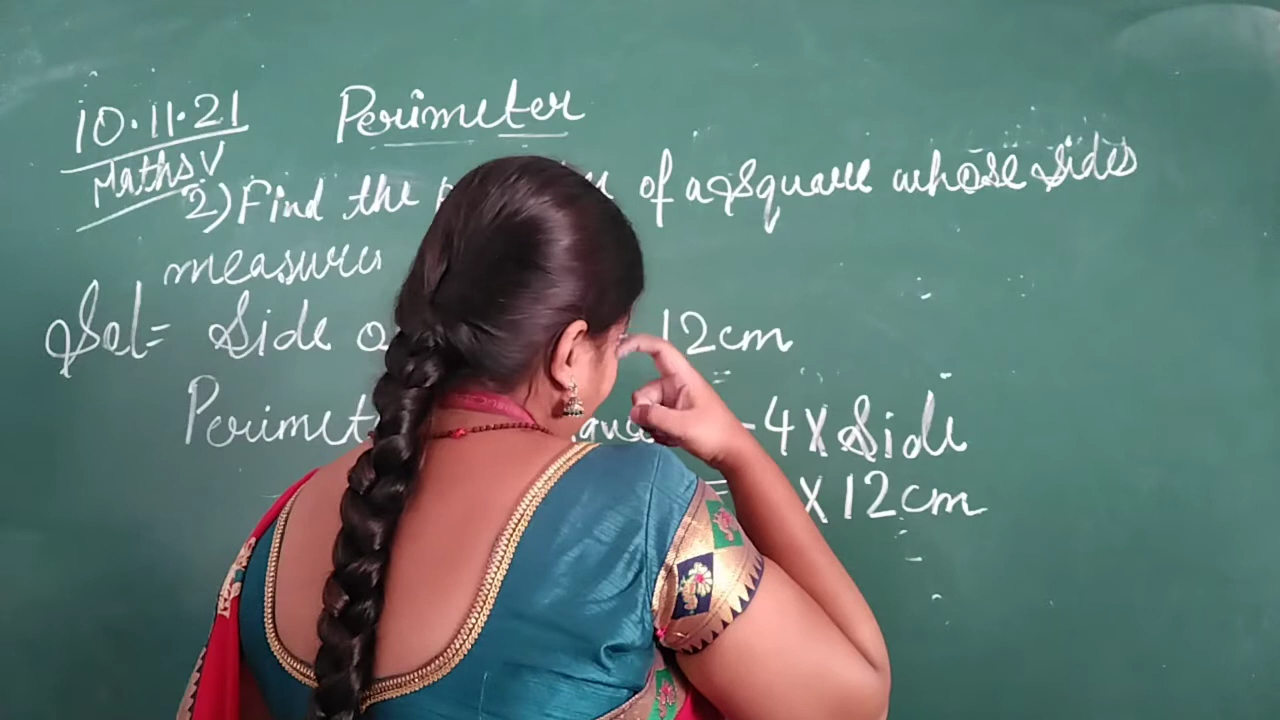 10.11.21 Perimeter
Maths V
2) Find the of a Square whose sides
measures
Sol= Side 12cm
= 4 X Side
= X 12cm